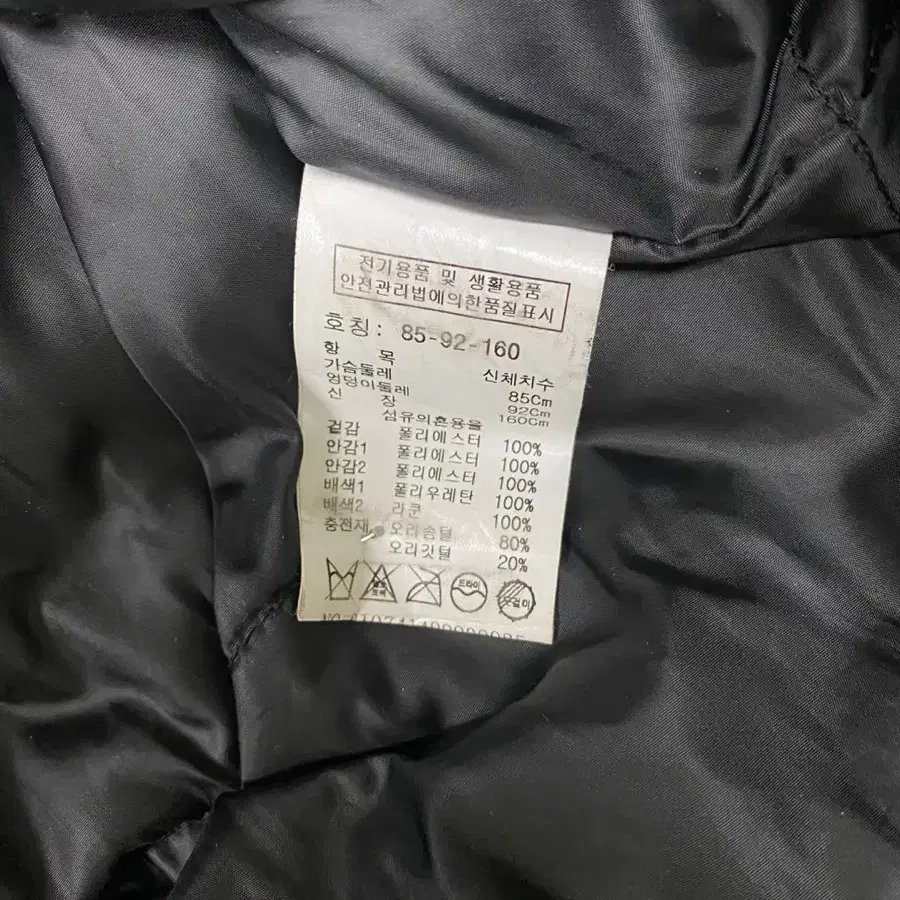 전기용품 및 생활용품
안전관리법에의한품질표시
호칭: 85-92-160
항 목 신체치수
가슴둘레 85Cm
엉덩이둘레 92Cm
신 장 160Cm
섬유의혼용율
겉감 폴리에스터 100%
안감1 폴리에스터 100%
안감2 폴리에스터 100%
배색1 폴리우레탄 100%
배색2 라쿤 100%
충전재 오리솜털 80%
오리깃털 20%
드라이
옷걸이